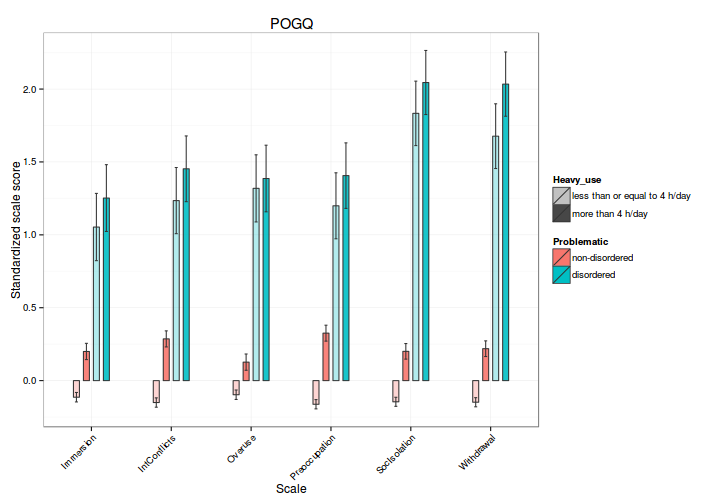 POGQ
Standardized scale score
2.0
1.5
1.0
0.5
0.0
Immersion
IntConflicts
Overuse
Preoccupation
SocIsolation
Withdrawal
Scale
Heavy_use
less than or equal to 4 h/day
more than 4 h/day
Problematic
non-disordered
disordered